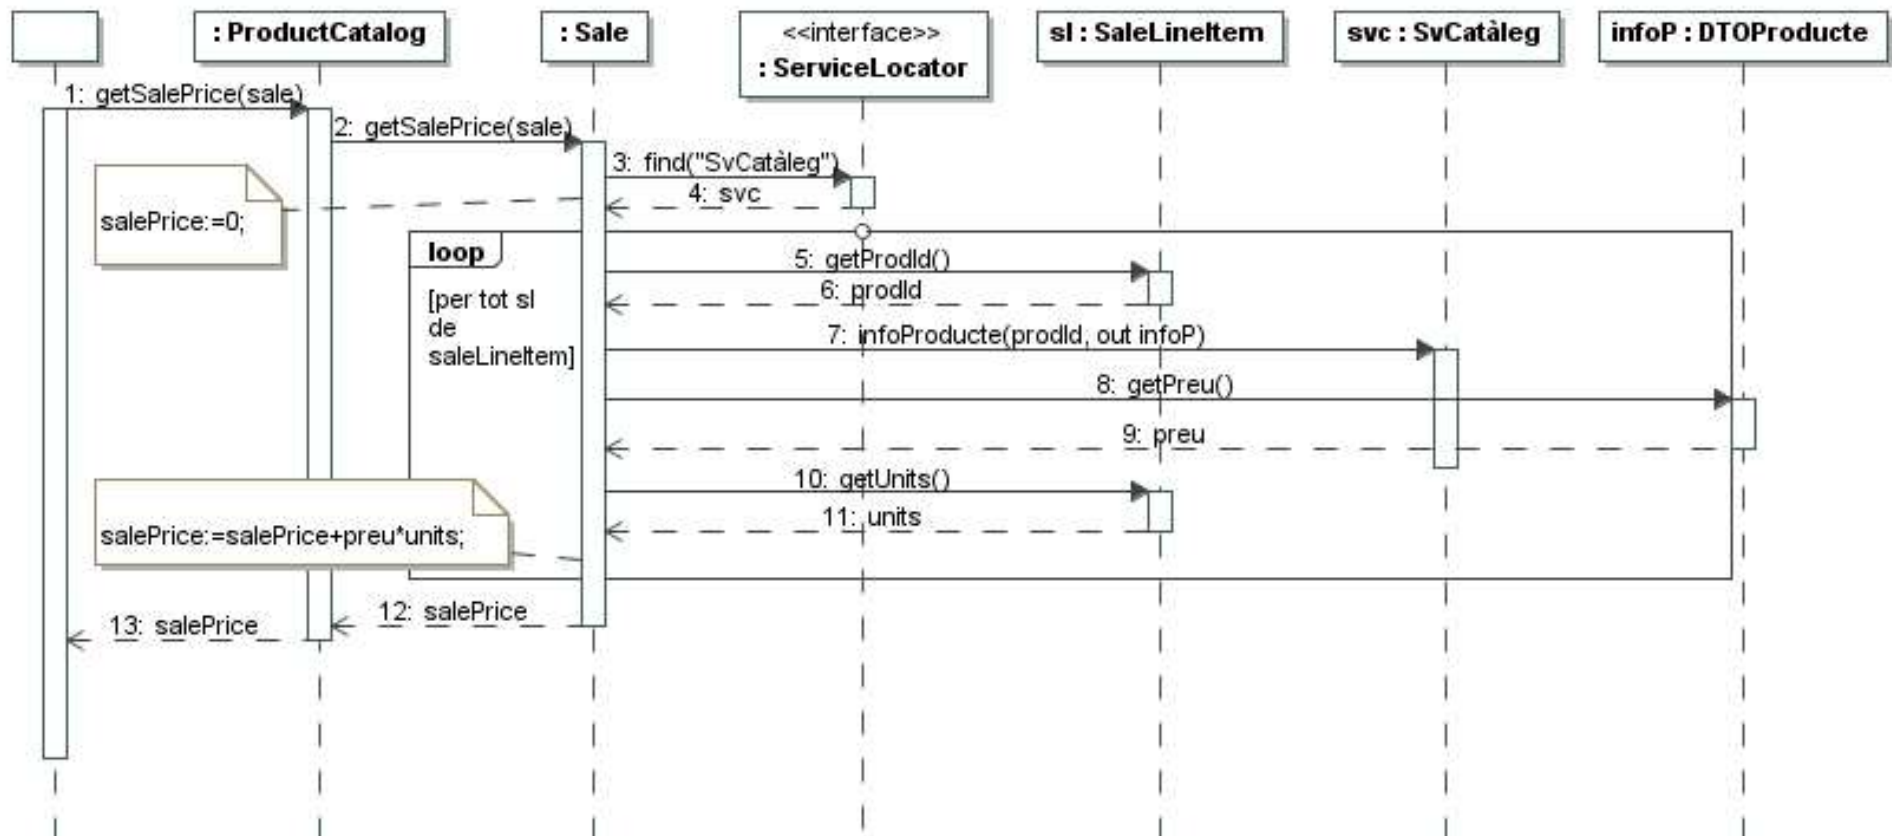 : ProductCatalog
: Sale
<<interface>>
: ServiceLocator
sl : SaleLineItem
svc : SvCatàleg
infoP : DTOProducte
1: getSalePrice(sale)
2: getSalePrice(sale)
3: find("SvCatàleg")
4: svc
salePrice:=0;
loop
[per tot sl
de
saleLineItem]
5: getProdId()
6: prodId
7: infoProducte(prodId, out infoP)
8: getPreu()
9: preu
10: getUnits()
11: units
salePrice:=salePrice+preu*units;
12: salePrice
13: salePrice